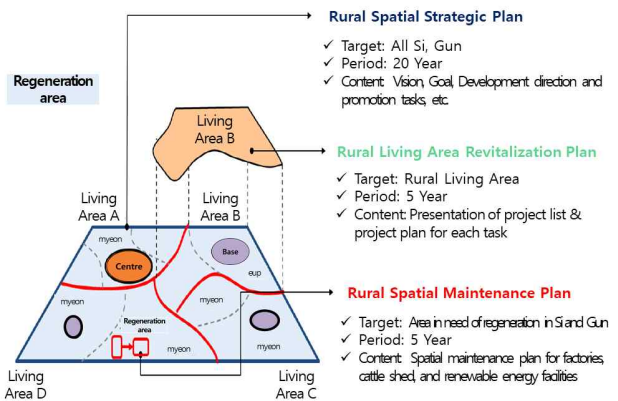 Rural Spatial Strategic Plan
✓ Target: All Si, Gun
✓ Period: 20 Year
✓ Content: Vision, Goal, Development direction and
promotion tasks, etc.
Regeneration
area
Living
Area B
Rural Living Area Revitalization Plan
✓ Target: Rural Living Area
✓ Period: 5 Year
✓ Content: Presentation of project list &
project plan for each task
Living
Area A
Living
Area B
myeon
Centre
Base
eup
myeon
myeon
Regeneration
area
myeon
myeon
Living
Area D
Living
Area C
Rural Spatial Maintenance Plan
✓ Target: Area in need of regeneration in Si and Gun
✓ Period: 5 Year
✓ Content: Spatial maintenance plan for factories,
cattle shed, and renewable energy facilities